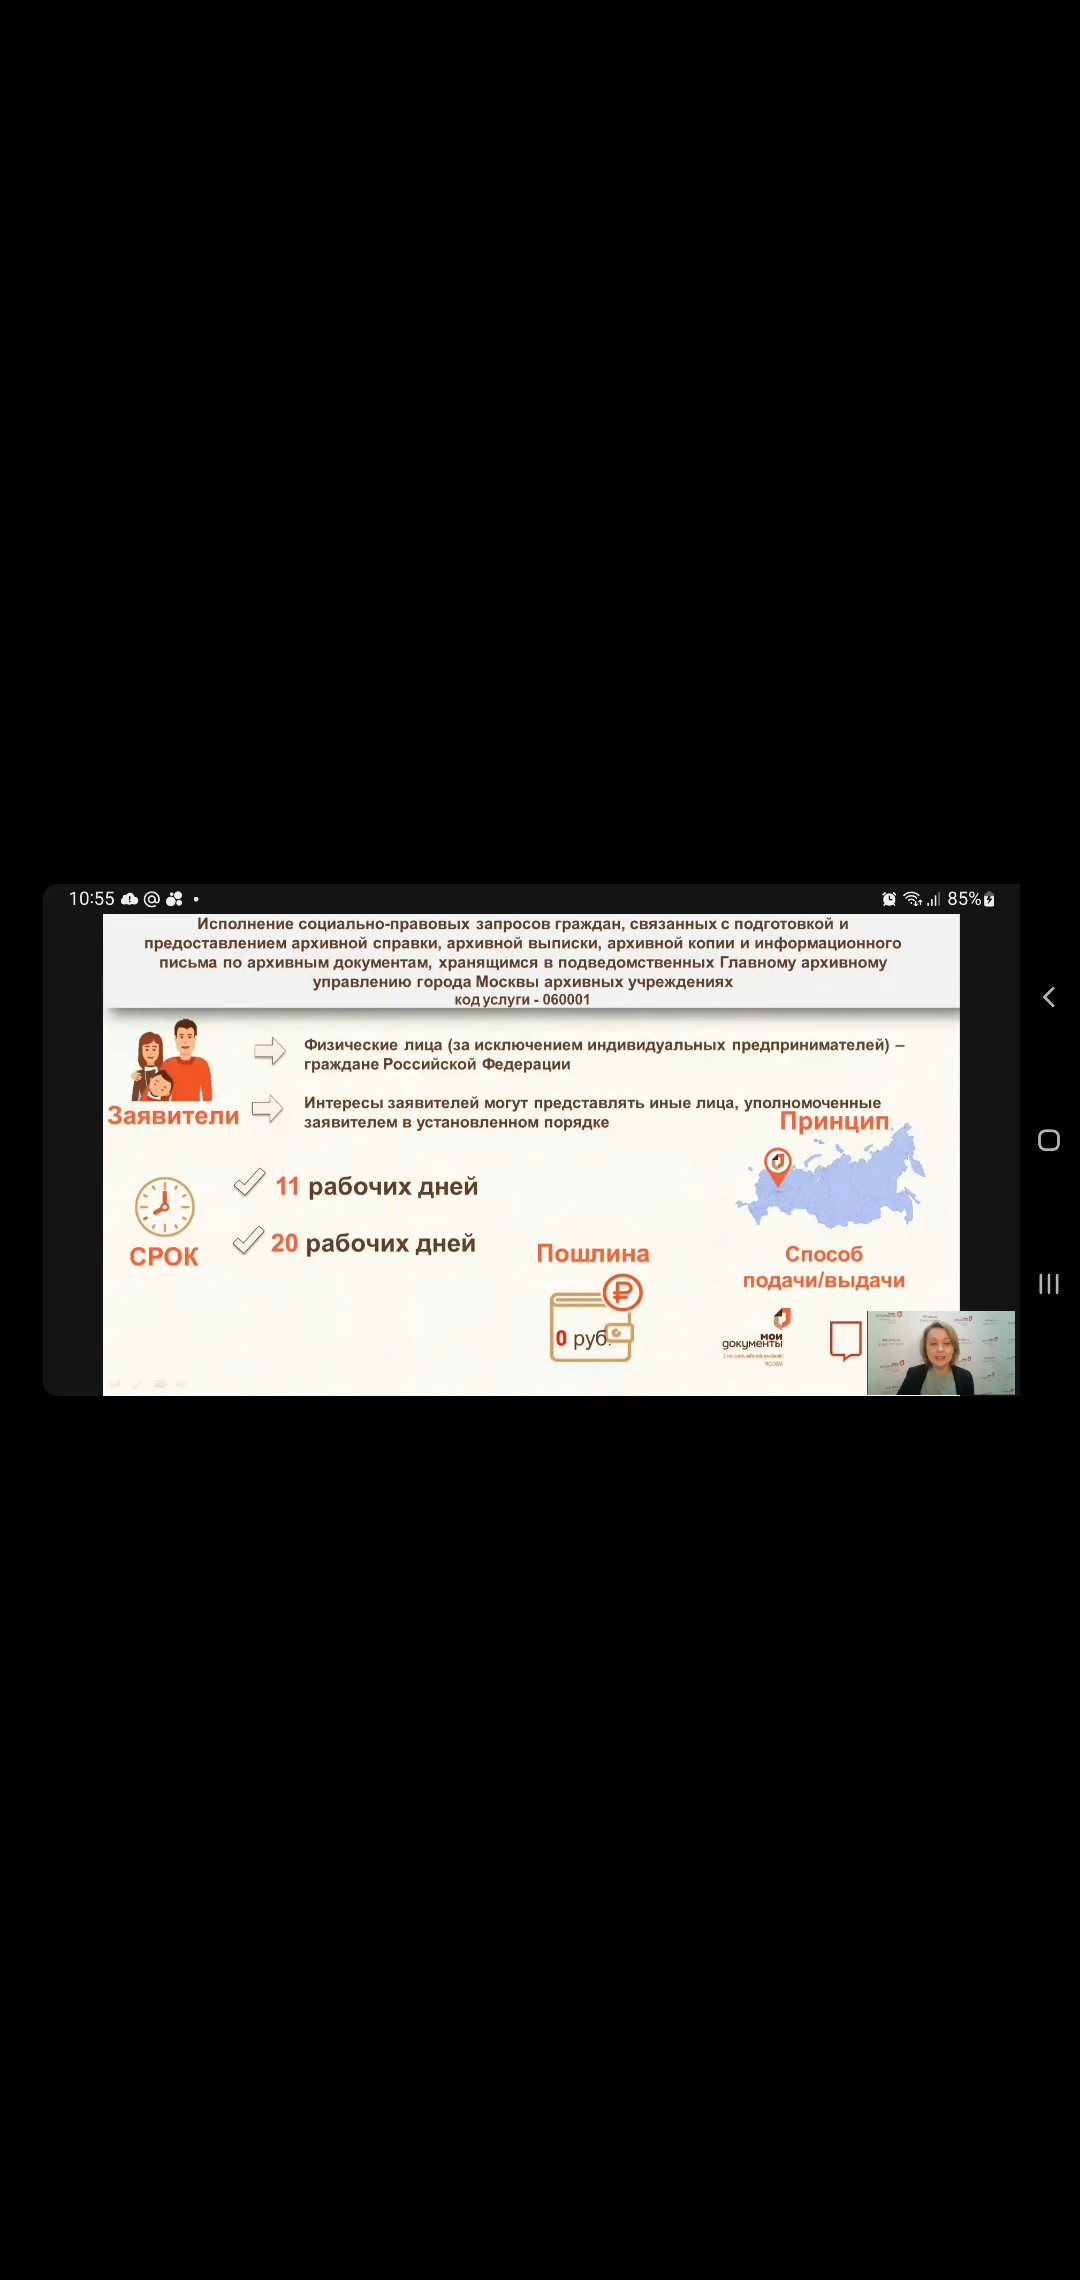 10:55
85%
Исполнение социально-правовых запросов граждан, связанных с подготовкой и
предоставлением архивной справки, архивной выписки, архивной копии и информационного
письма по архивным документам, хранящимся в подведомственных Главному архивному
управлению города Москвы архивных учреждениях
код услуги - 060001
Физические лица (за исключением индивидуальных предпринимателей) –
граждане Российской Федерации
Заявители
Интересы заявителей могут представлять иные лица, уполномоченные
заявителем в установленном порядке
Принцип
11 рабочих дней
20 рабочих дней
СРОК
Пошлина
0 руб.
Способ
подачи/выдачи
мои
документы
МОСКВА